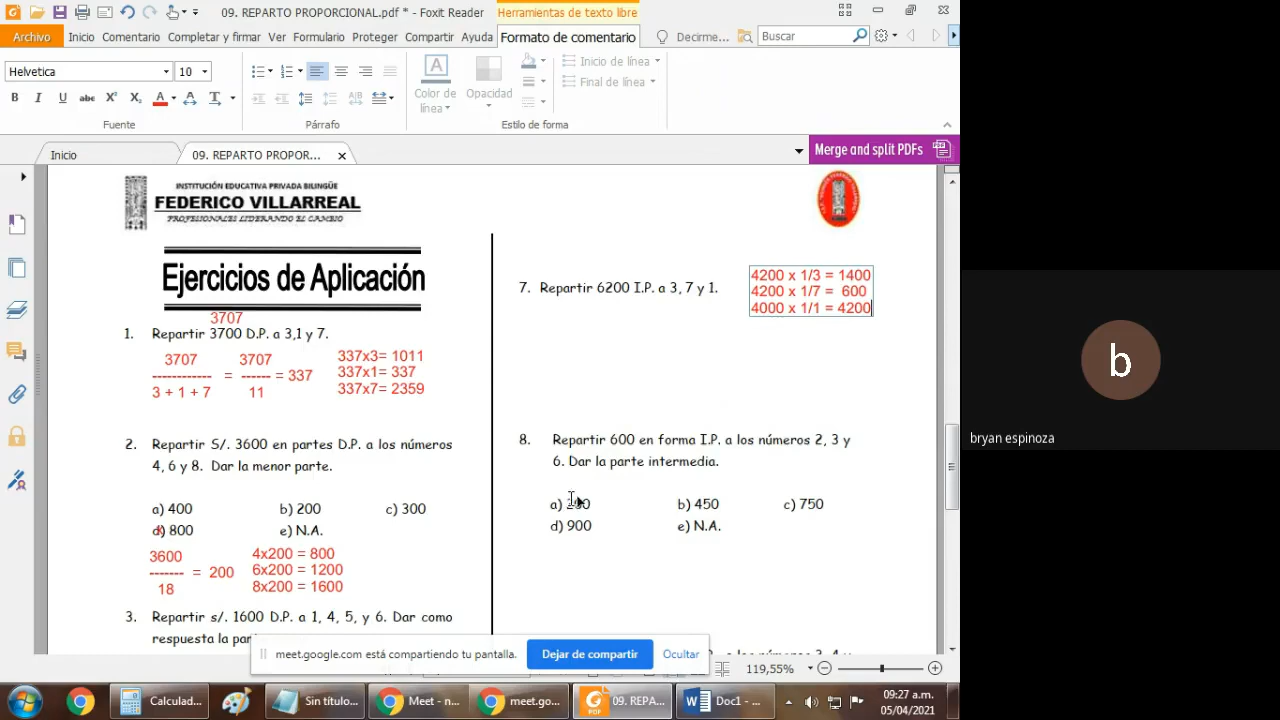 09. REPARTO PROPORCIONAL.pdf * - Foxit Reader
Herramientas de texto libre
Archivo Inicio Comentario Completar y firmar Ver Formulario Proteger Compartir Ayuda Formato de comentario Decirme... Buscar
Helvetica 10
Color de línea
Opacidad
Inicio de línea
Final de línea
Fuente Párrafo Estilo de forma
Inicio
09. REPARTO PROPOR...
Merge and split PDFs
INSTITUCIÓN EDUCATIVA PRIVADA BILINGÜE
FEDERICO VILLARREAL
PROFESIONALES LIDERANDO EL CAMBIO
Ejercicios de Aplicación
3707
1. Repartir 3700 D.P. a 3,1 y 7.
3707 3707
------------ = ------ = 337
3 + 1 + 7 11
337x3= 1011
337x1= 337
337x7= 2359
2. Repartir S/. 3600 en partes D.P. a los números
4, 6 y 8. Dar la menor parte.
a) 400 b) 200 c) 300
d) 800 e) N.A.
3600
------- = 200
18
4x200 = 800
6x200 = 1200
8x200 = 1600
3. Repartir s/. 1600 D.P. a 1, 4, 5, y 6. Dar como
respuesta la
7. Repartir 6200 I.P. a 3, 7 y 1.
4200 x 1/3 = 1400
4200 x 1/7 = 600
4000 x 1/1 = 4200
8. Repartir 600 en forma I.P. a los números 2, 3 y
6. Dar la parte intermedia.
a) b) 450 c) 750
d) 900 e) N.A.
meet.google.com está compartiendo tu pantalla.
Dejar de compartir
Ocultar
119,55%
b
bryan espinoza
Calculad...
Sin título...
Meet - n...
meet.go...
09. REPA...
Doc1 - ...
09:27 a.m.
05/04/2021